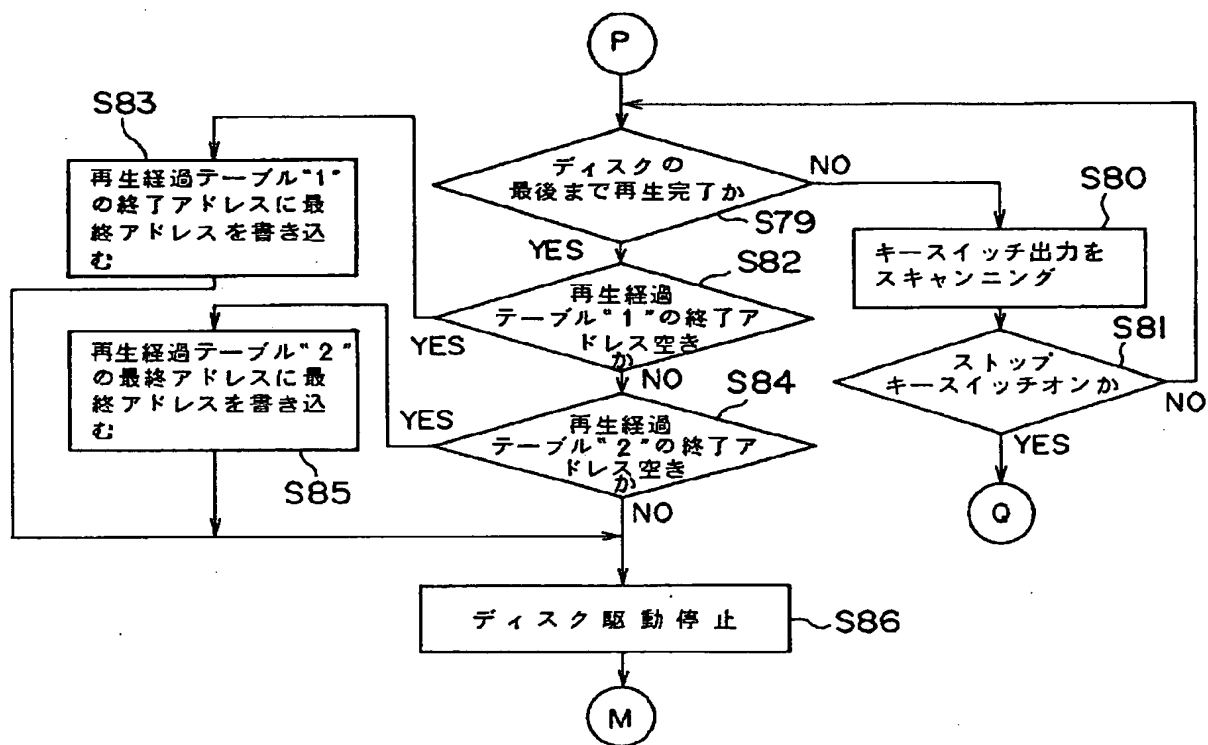 P
S83
再生経過テーブル"1"
の終了アドレスに最
終アドレスを書き込
む
ディスクの
最後まで再生完了か
NO
S79
YES
S80
キースイッチ出力を
スキャンニング
S82
再生経過
テーブル"1"の終了ア
ドレス空き
か
YES
NO
S81
ストップ
キースイッチオンか
NO
YES
Q
再生経過テーブル"2"
の最終アドレスに最
終アドレスを書き込
む
S85
S84
再生経過
テーブル"2"の終了ア
ドレス空き
か
YES
NO
ディスク駆動停止
S86
M